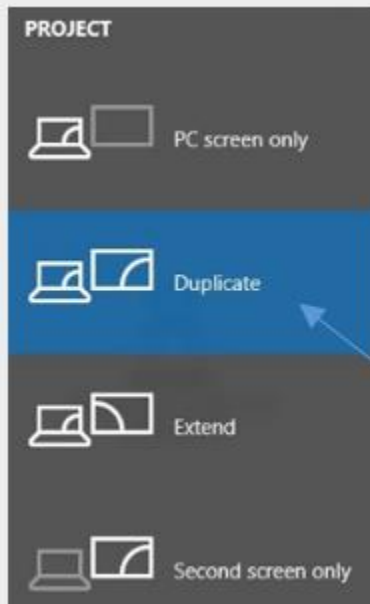 PROJECT
PC screen only
Duplicate
Extend
Second screen only